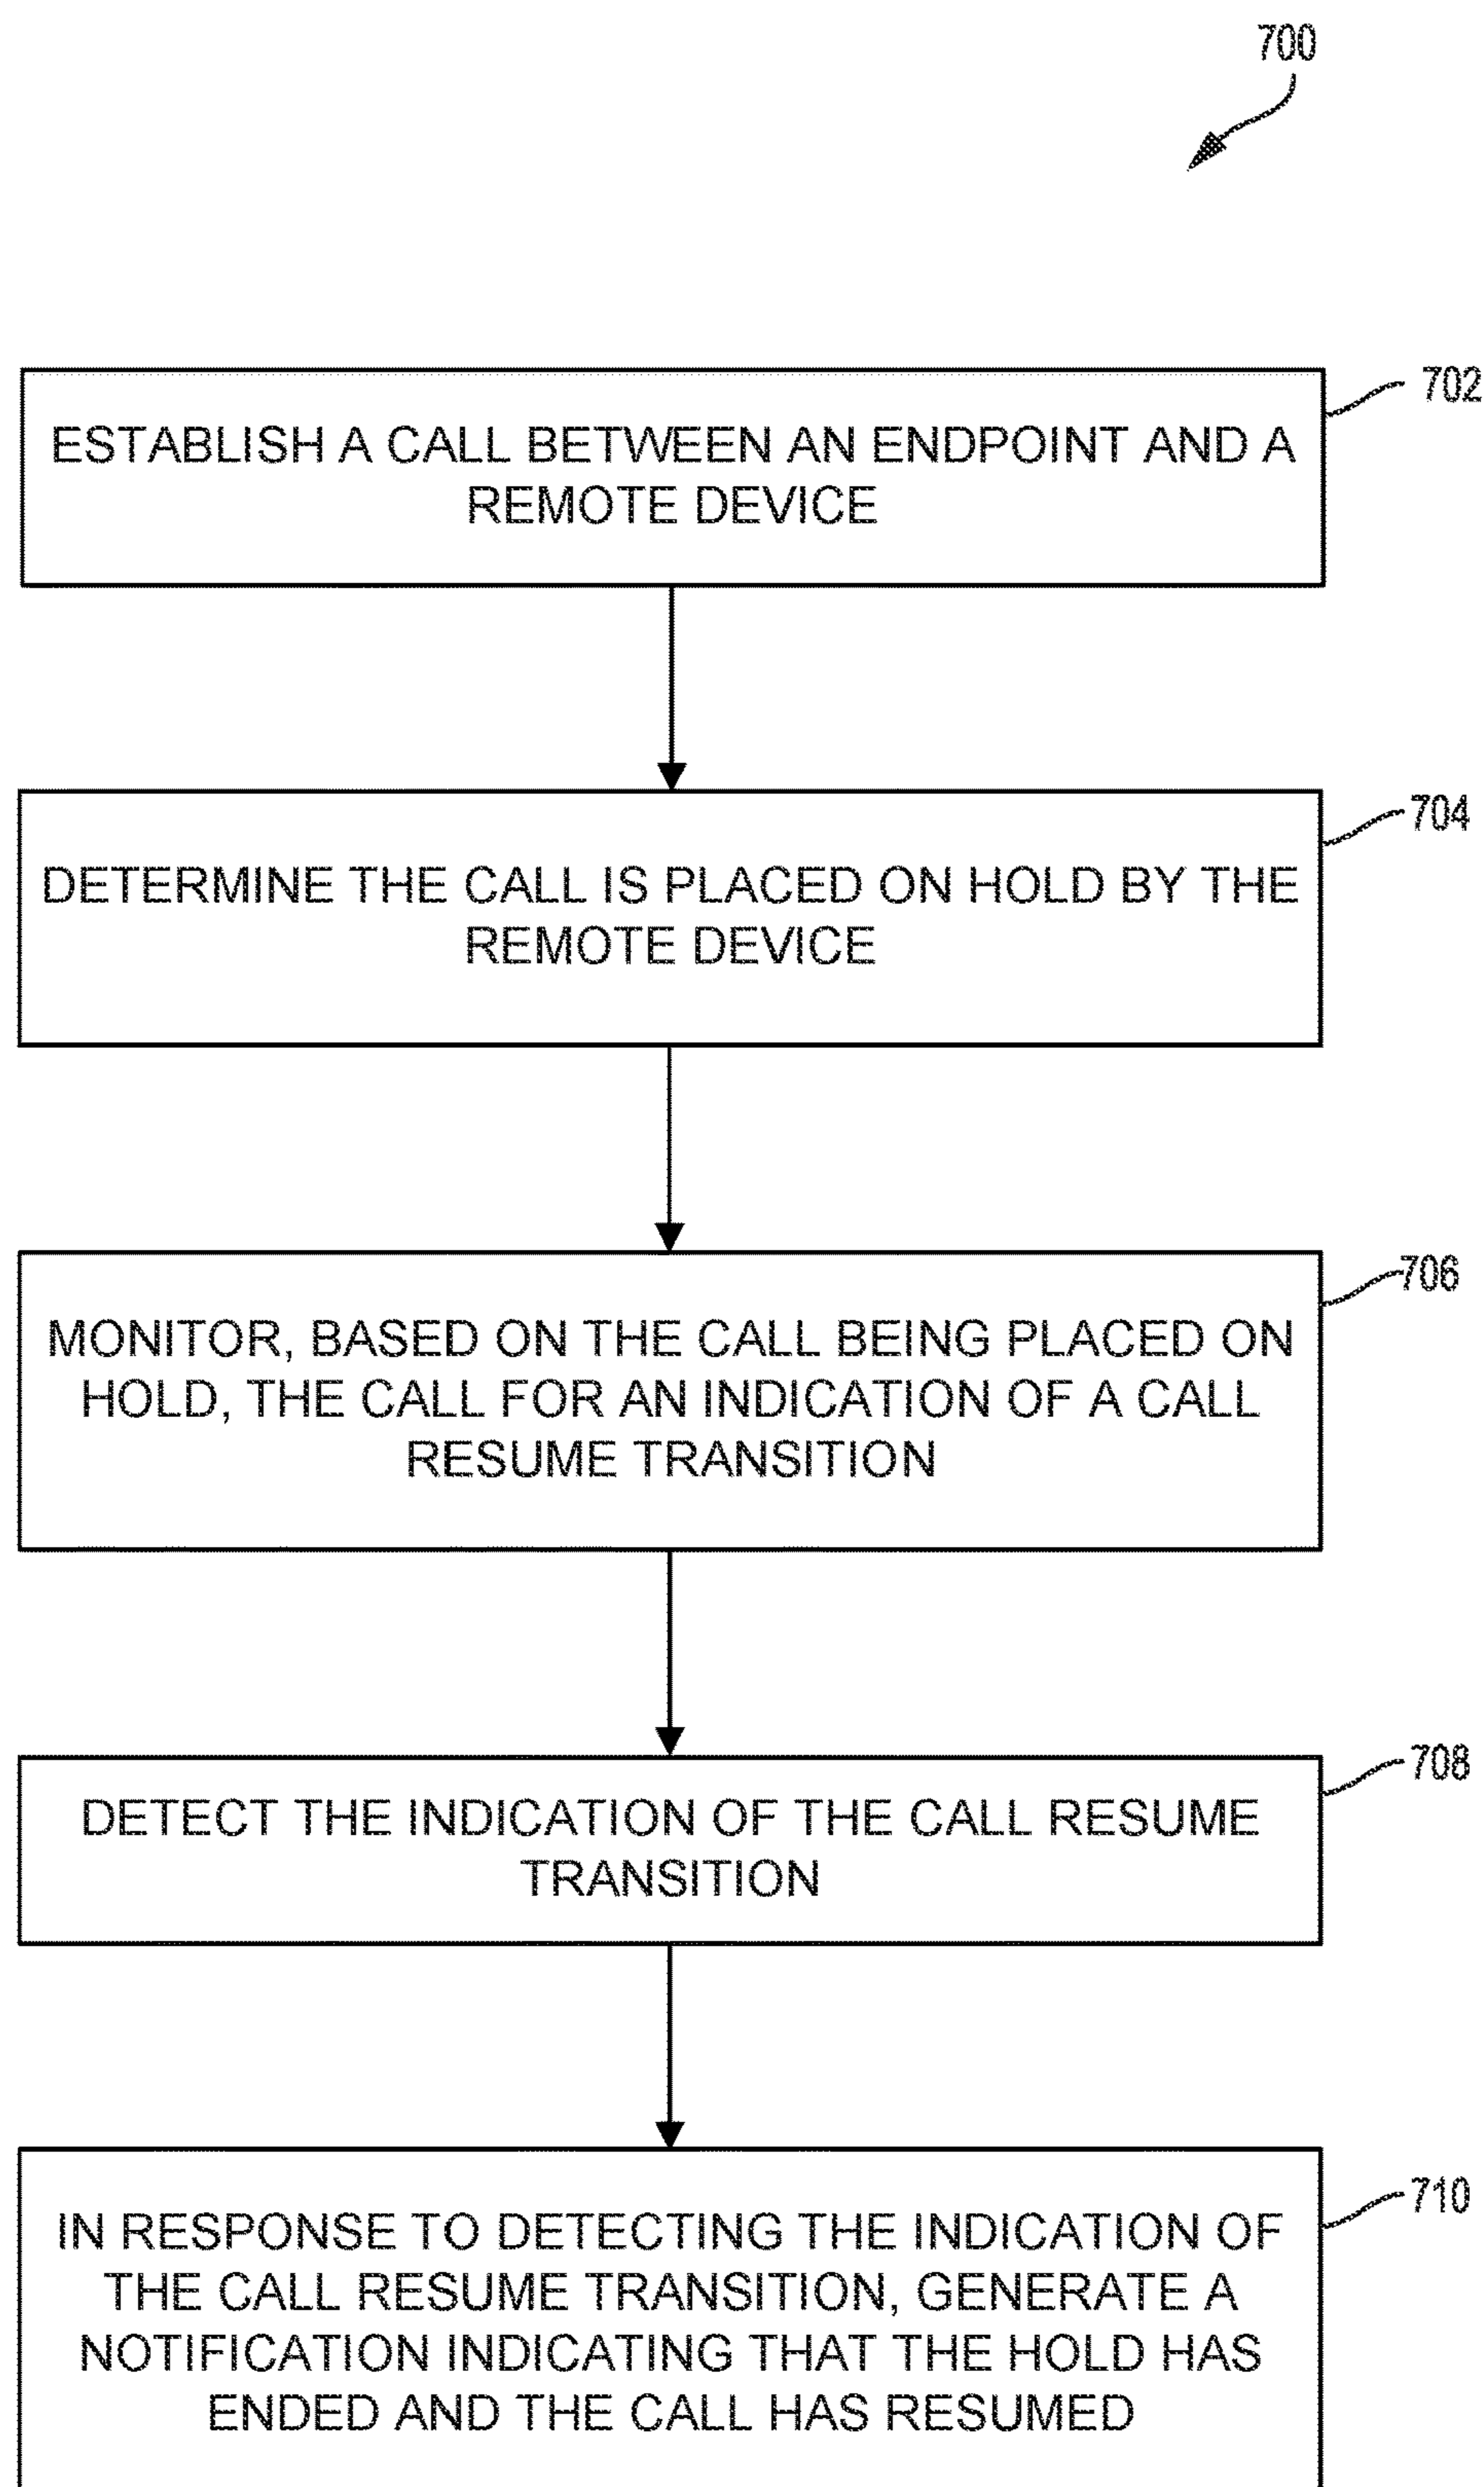 700
702
ESTABLISH A CALL BETWEEN AN ENDPOINT AND A
REMOTE DEVICE
704
DETERMINE THE CALL IS PLACED ON HOLD BY THE
REMOTE DEVICE
706
MONITOR, BASED ON THE CALL BEING PLACED ON
HOLD, THE CALL FOR AN INDICATION OF A CALL
RESUME TRANSITION
708
DETECT THE INDICATION OF THE CALL RESUME
TRANSITION
710
IN RESPONSE TO DETECTING THE INDICATION OF
THE CALL RESUME TRANSITION, GENERATE A
NOTIFICATION INDICATING THAT THE HOLD HAS
ENDED AND THE CALL HAS RESUMED